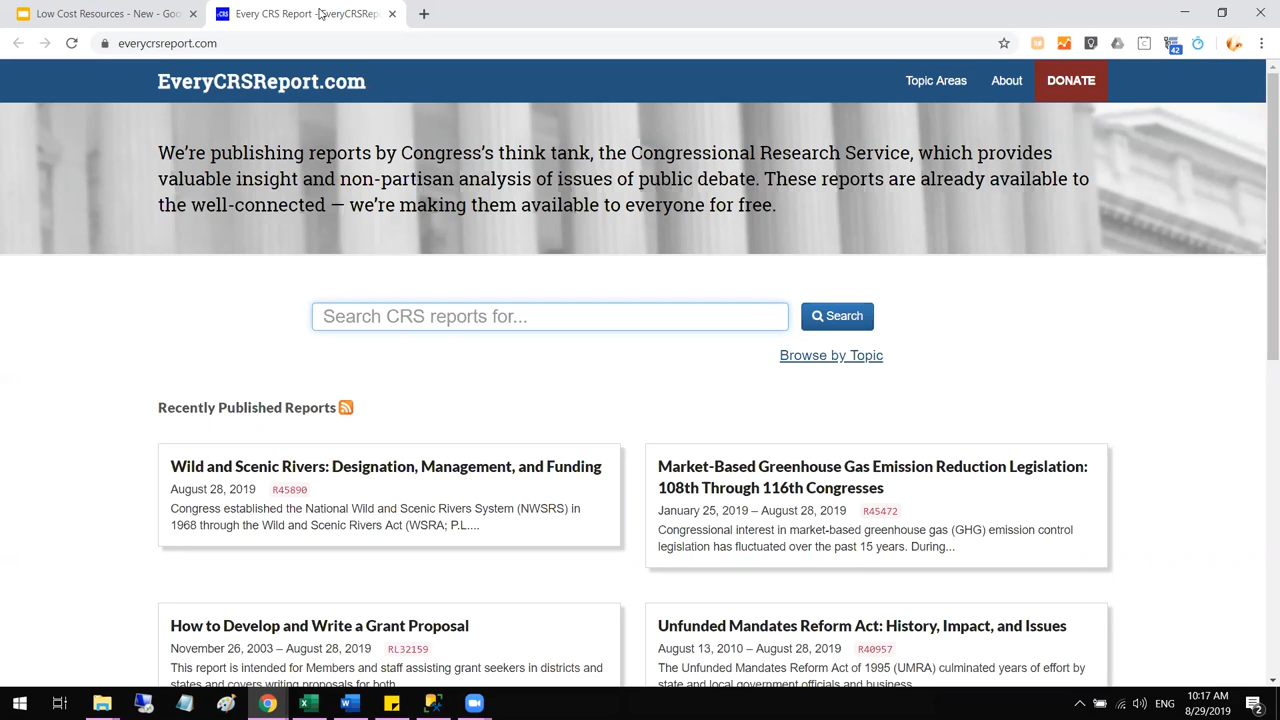 Low Cost Resources - New - Goo
Every CRS Report - EveryCRSRep
everycrsreport.com
42
EveryCRSReport.com
Topic Areas
About
DONATE
We're publishing reports by Congress's think tank, the Congressional Research Service, which provides
valuable insight and non-partisan analysis of issues of public debate. These reports are already available to
the well-connected — we're making them available to everyone for free.
Search CRS reports for...
Search
Browse by Topic
Recently Published Reports
Wild and Scenic Rivers: Designation, Management, and Funding
August 28, 2019 R45890
Congress established the National Wild and Scenic Rivers System (NWSRS) in
1968 through the Wild and Scenic Rivers Act (WSRA; P.L....
Market-Based Greenhouse Gas Emission Reduction Legislation:
108th Through 116th Congresses
January 25, 2019 – August 28, 2019 R45472
Congressional interest in market-based greenhouse gas (GHG) emission control
legislation has fluctuated over the past 15 years. During...
How to Develop and Write a Grant Proposal
November 26, 2003 – August 28, 2019 RL32159
This report is intended for Members and staff assisting grant seekers in districts and
states and covers writing proposals for both
Unfunded Mandates Reform Act: History, Impact, and Issues
August 13, 2010 – August 28, 2019 R40957
The Unfunded Mandates Reform Act of 1995 (UMRA) culminated years of effort by
state and local government officials and business
ENG
10:17 AM
8/29/2019
2